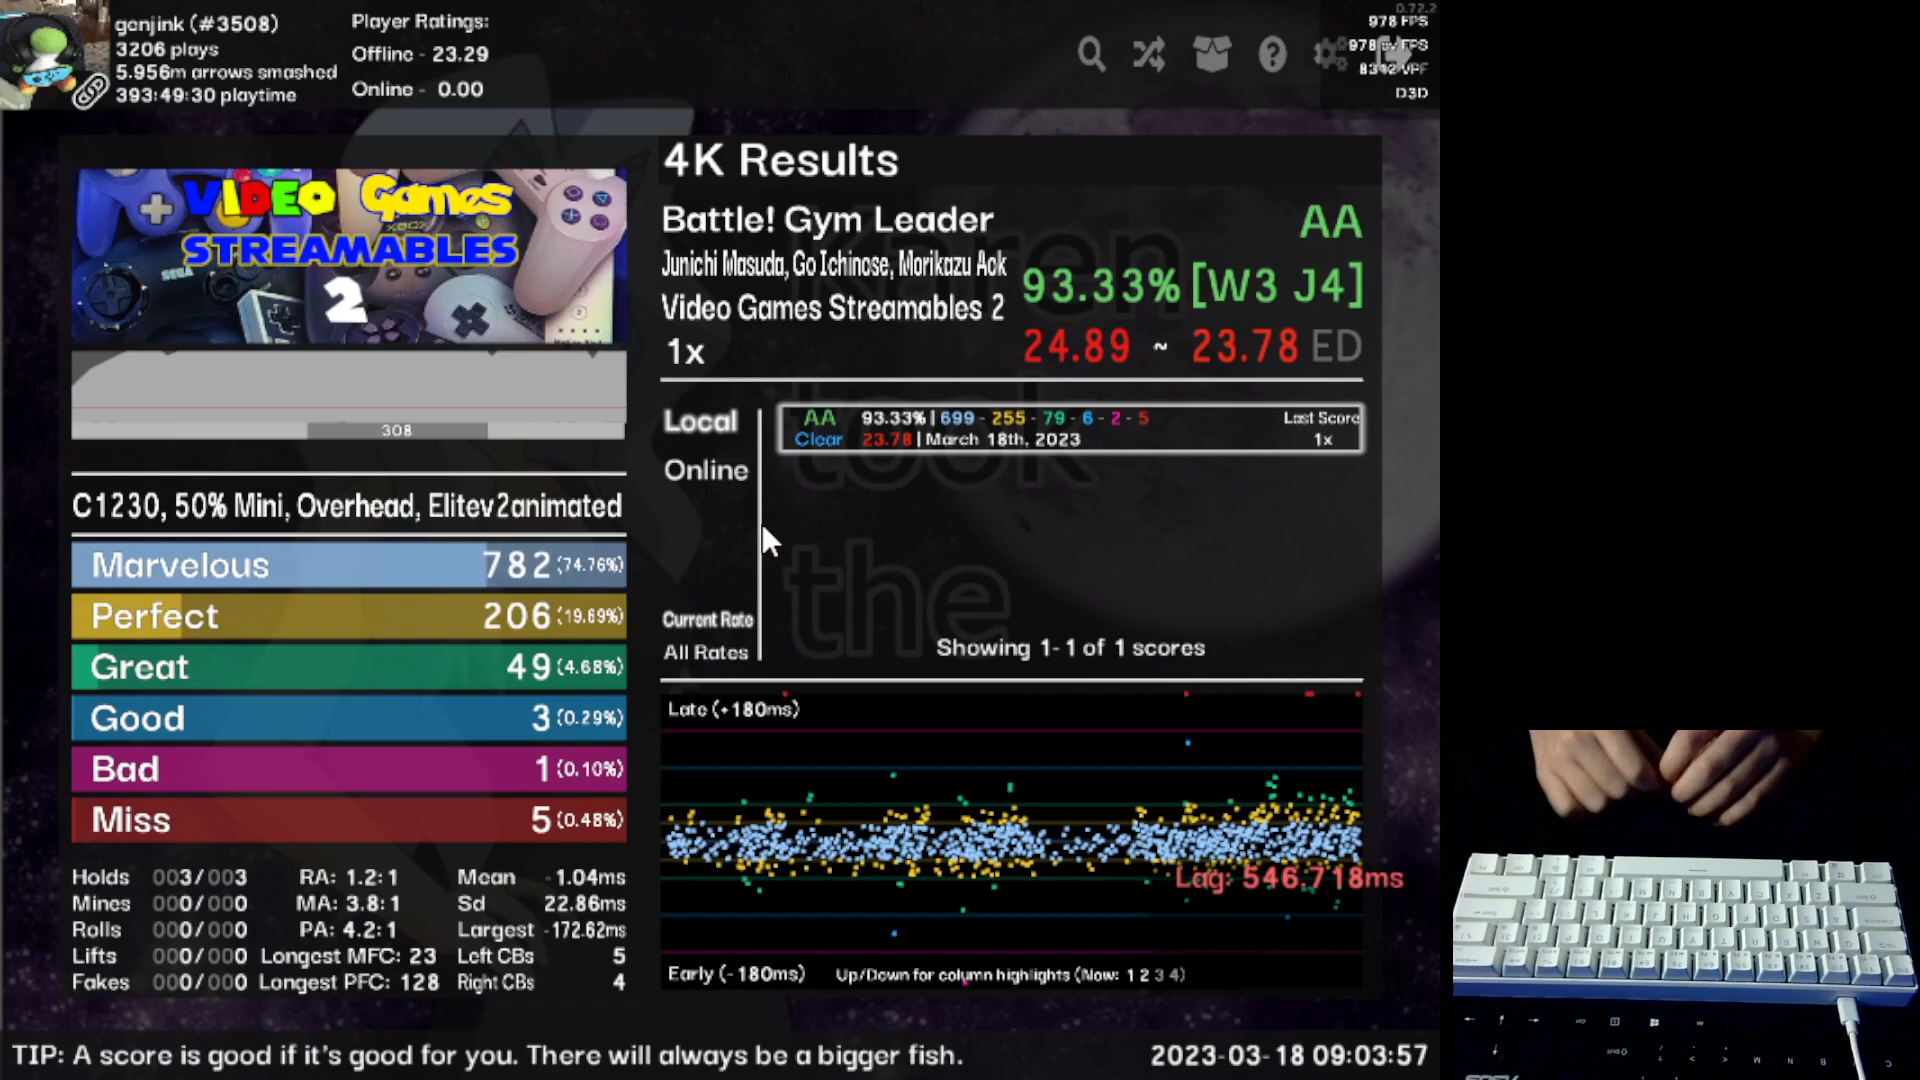 genjink (#3508)
3206 plays
5.956m arrows smashed
393:49:30 playtime
Player Ratings:
Offline - 23.29
Online - 0.00
0.72.2
978 FPS
D3D
VIDEO Games
STREAMABLES
2
308
C1230, 50% Mini, Overhead, Elitev2animated
Marvelous 782 (74.76%)
Perfect 206 (19.69%)
Great 49 (4.68%)
Good 3 (0.29%)
Bad 1 (0.10%)
Miss 5 (0.48%)
Holds 003/003 RA: 1.2:1 Mean -1.04ms
Mines 000/000 MA: 3.8:1 Sd 22.86ms
Rolls 000/000 PA: 4.2:1 Largest -172.62ms
Lifts 000/000 Longest MFC: 23 Left CBs 5
Fakes 000/000 Longest PFC: 128 Right CBs 4
4K Results
Battle! Gym Leader AA
Junichi Masuda, Go Ichinose, Morikazu Aok
93.33% [W3 J4]
Video Games Streamables 2
1x 24.89 ~ 23.78 ED
Local
Online
AA 93.33% | 699 - 255 - 79 - 6 - 2 - 5 Last Score
Clear 23.78 | March 18th, 2023 1x
Karen
took
the
Current Rate
All Rates
Showing 1-1 of 1 scores
Late (+180ms)
Lag: 546.718ms
Early (-180ms) Up/Down for column highlights (Now: 1 2 3 4)
TIP: A score is good if it's good for you. There will always be a bigger fish.
2023-03-18 09:03:57